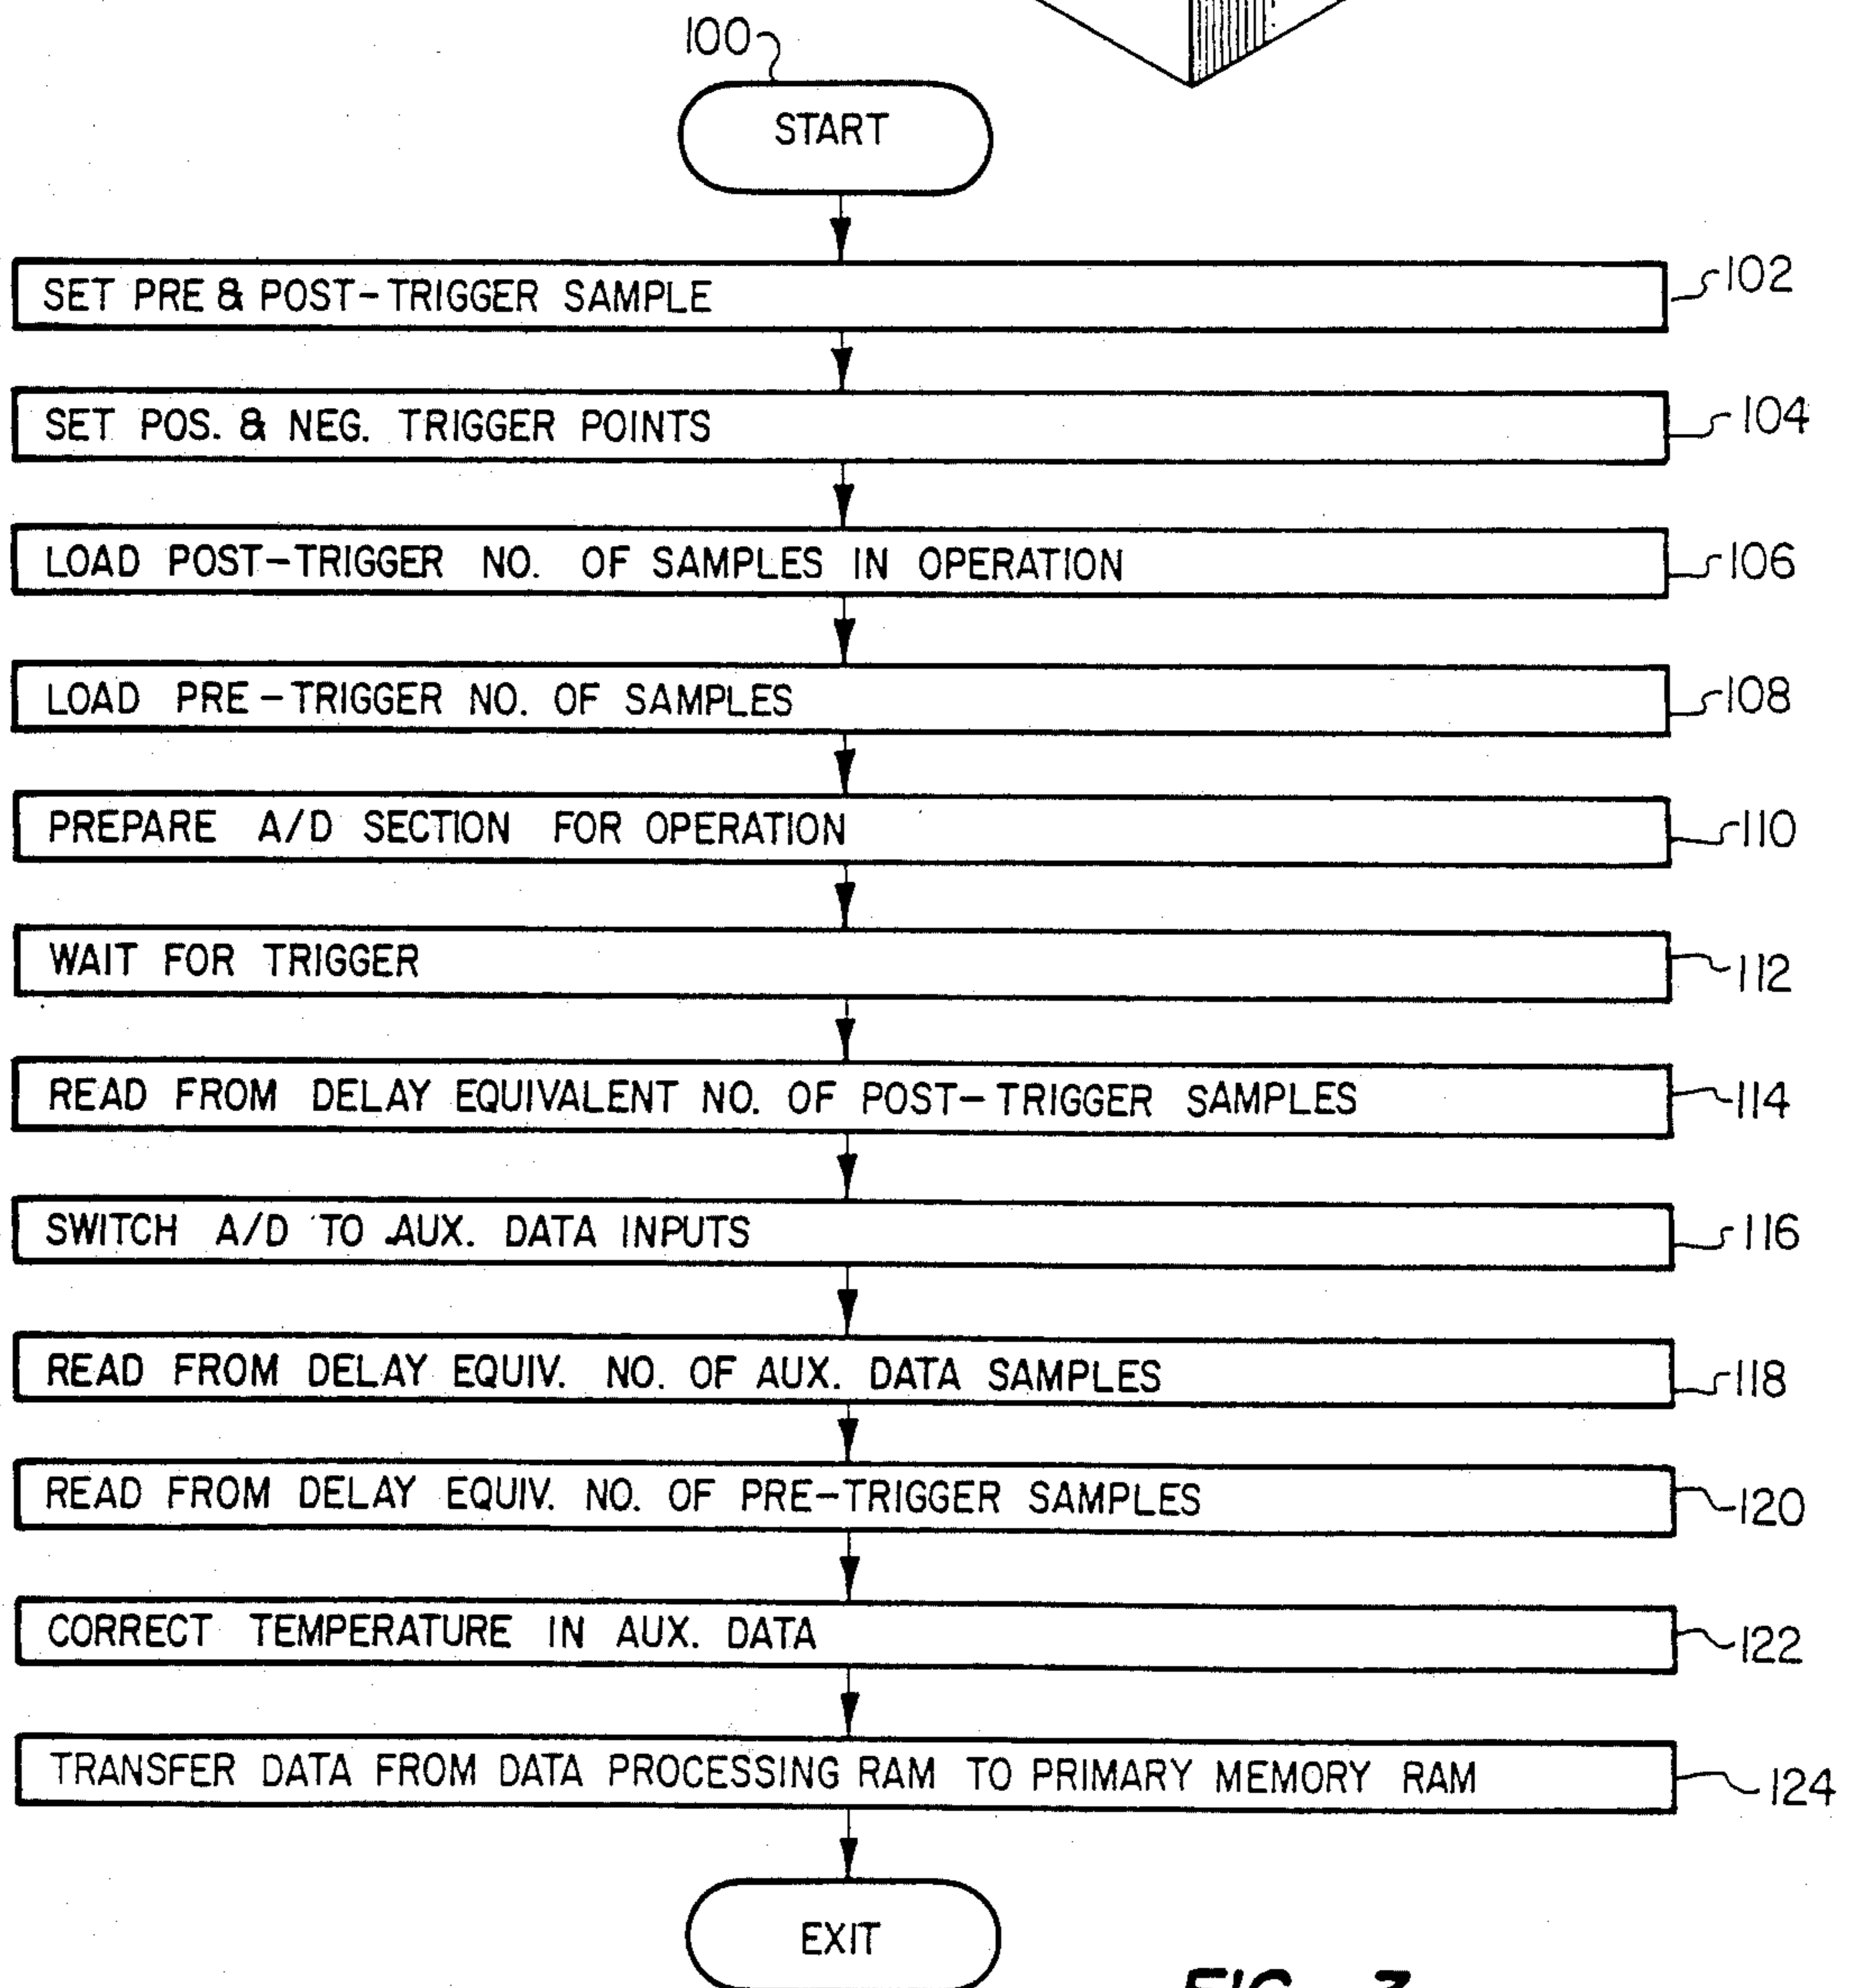 100
START
SET PRE & POST-TRIGGER SAMPLE 102
SET POS. & NEG. TRIGGER POINTS 104
LOAD POST-TRIGGER NO. OF SAMPLES IN OPERATION 106
LOAD PRE-TRIGGER NO. OF SAMPLES 108
PREPARE A/D SECTION FOR OPERATION 110
WAIT FOR TRIGGER 112
READ FROM DELAY EQUIVALENT NO. OF POST-TRIGGER SAMPLES 114
SWITCH A/D TO AUX. DATA INPUTS 116
READ FROM DELAY EQUIV. NO. OF AUX. DATA SAMPLES 118
READ FROM DELAY EQUIV. NO. OF PRE-TRIGGER SAMPLES 120
CORRECT TEMPERATURE IN AUX. DATA 122
TRANSFER DATA FROM DATA PROCESSING RAM TO PRIMARY MEMORY RAM 124
EXIT